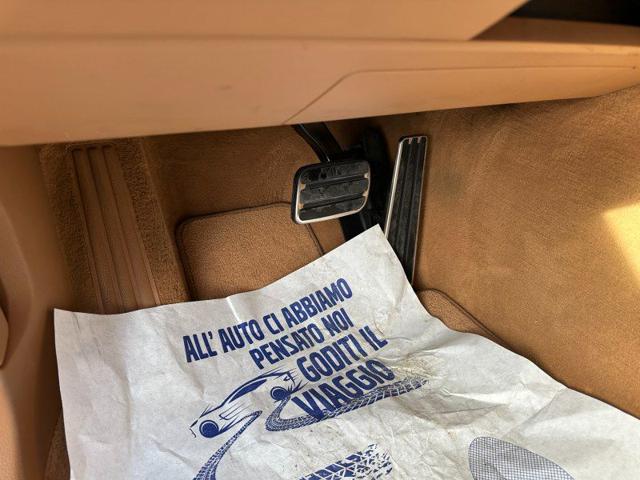 ALL' AUTO CI ABBIAMO
PENSATO NOI
GODITI IL
VIAGGIO